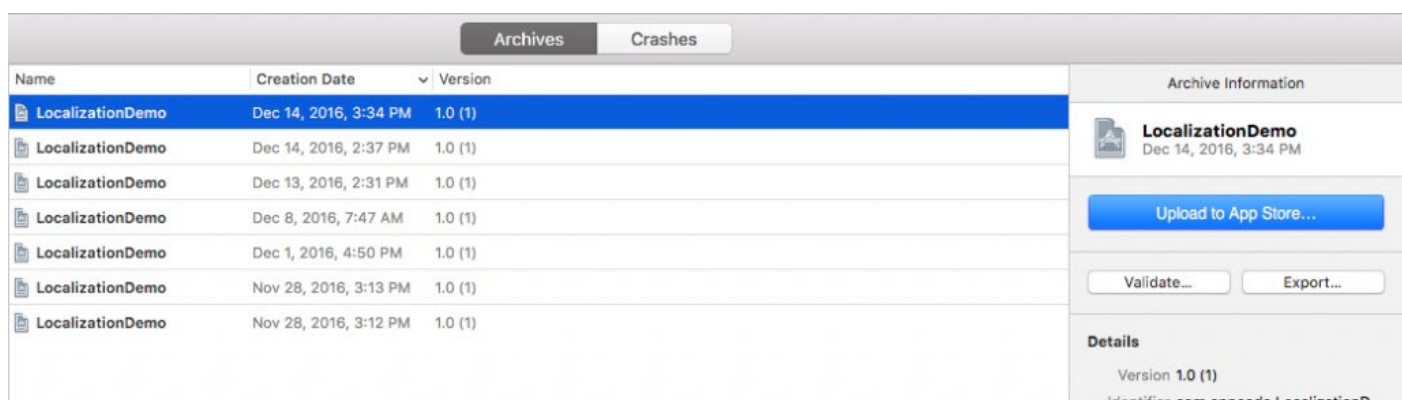 Archives Crashes
Name Creation Date Version
LocalizationDemo Dec 14, 2016, 3:34 PM 1.0 (1)
LocalizationDemo Dec 14, 2016, 2:37 PM 1.0 (1)
LocalizationDemo Dec 13, 2016, 2:31 PM 1.0 (1)
LocalizationDemo Dec 8, 2016, 7:47 AM 1.0 (1)
LocalizationDemo Dec 1, 2016, 4:50 PM 1.0 (1)
LocalizationDemo Nov 28, 2016, 3:13 PM 1.0 (1)
LocalizationDemo Nov 28, 2016, 3:12 PM 1.0 (1)
Archive Information
LocalizationDemo
Dec 14, 2016, 3:34 PM
Upload to App Store...
Validate... Export...
Details
Version 1.0 (1)